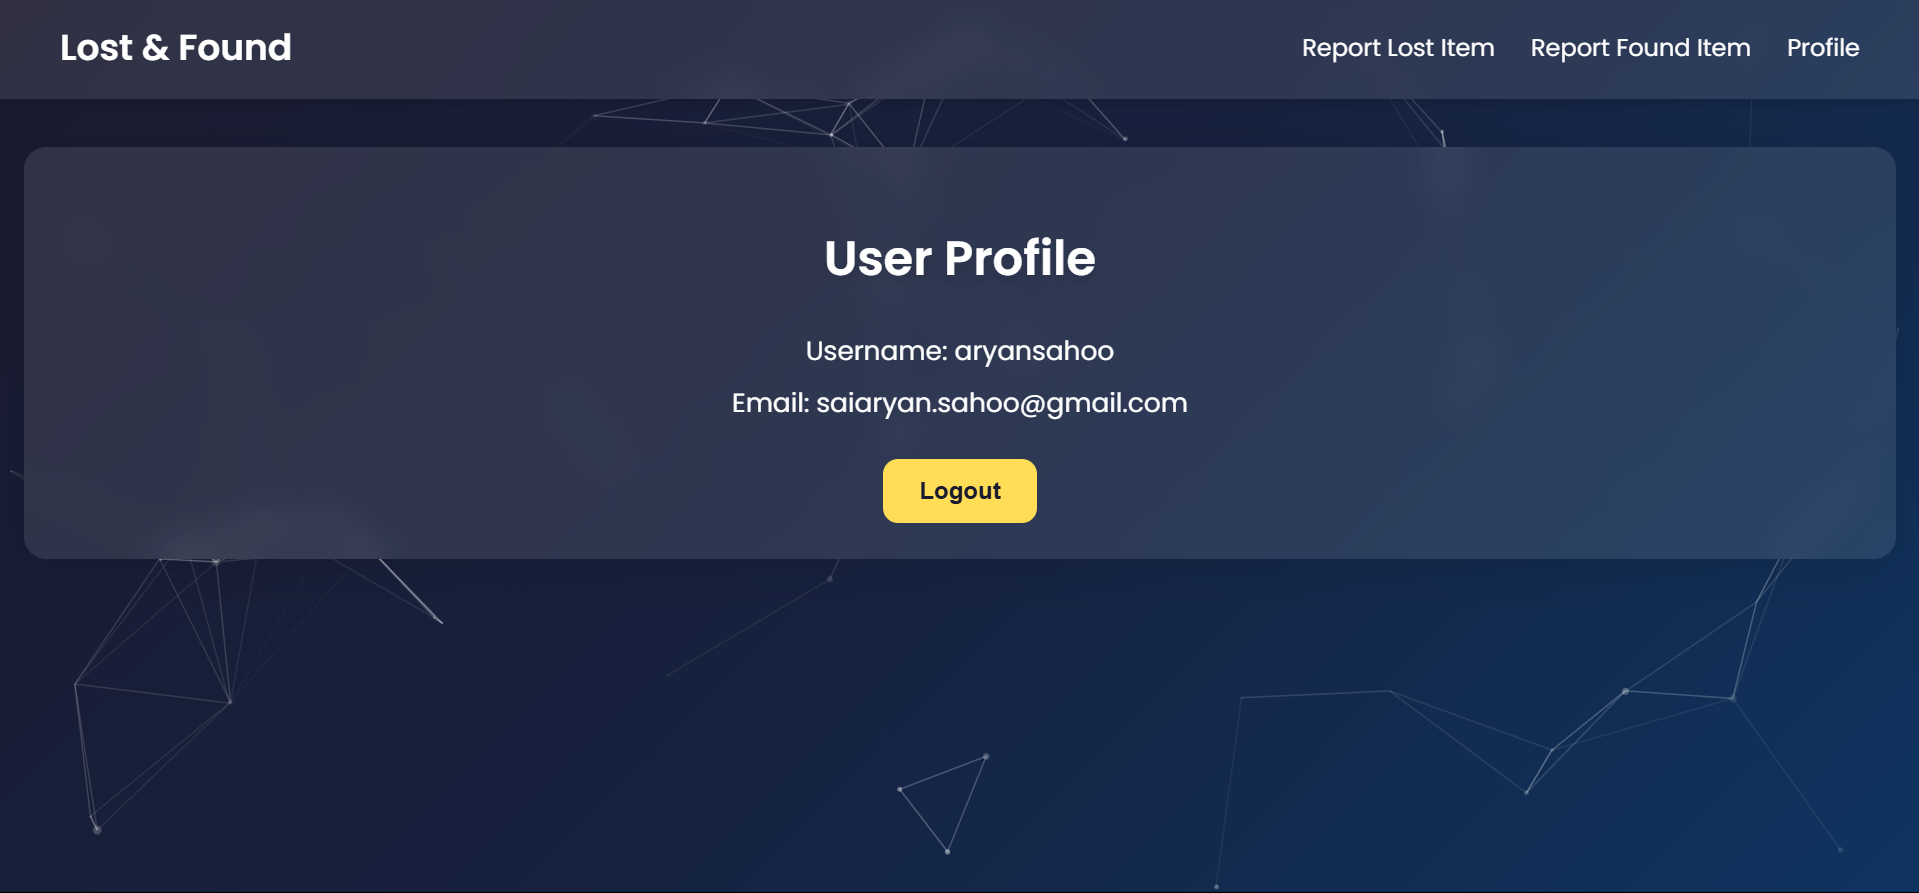 Lost & Found
Report Lost Item
Report Found Item
Profile
User Profile
Username: aryansahoo
Email: saiaryan.sahoo@gmail.com
Logout